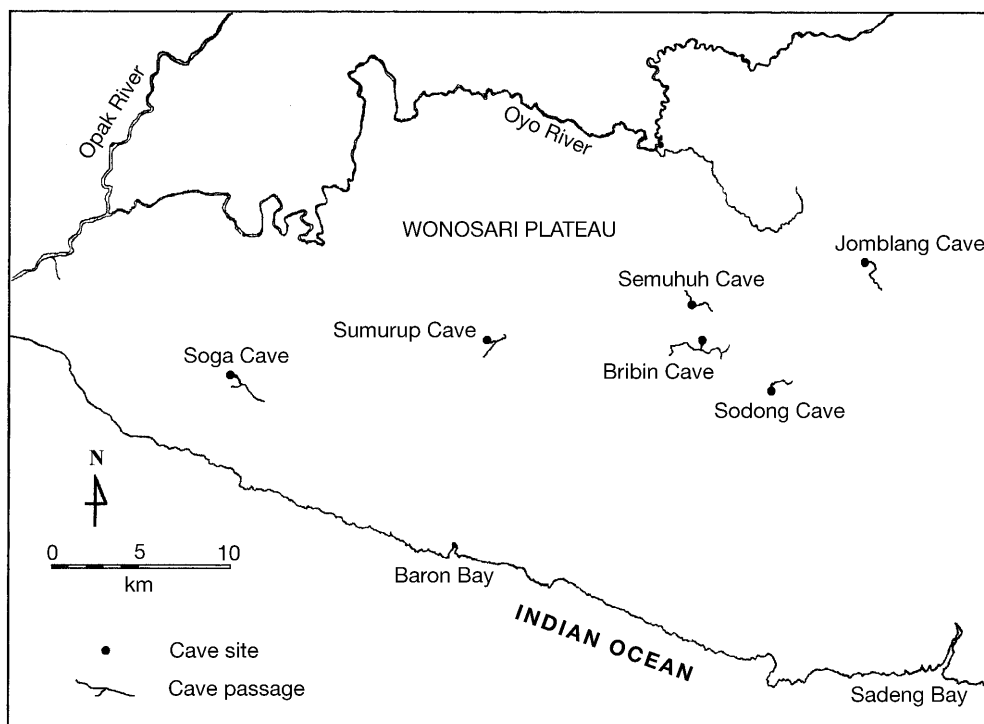 Opak River
Oyo River
WONOSARI PLATEAU
Jomblang Cave
Semuhuh Cave
Sumurup Cave
Soga Cave
Bribin Cave
Sodong Cave
N
0 5 10
km
Baron Bay
INDIAN OCEAN
Cave site
Cave passage
Sadeng Bay